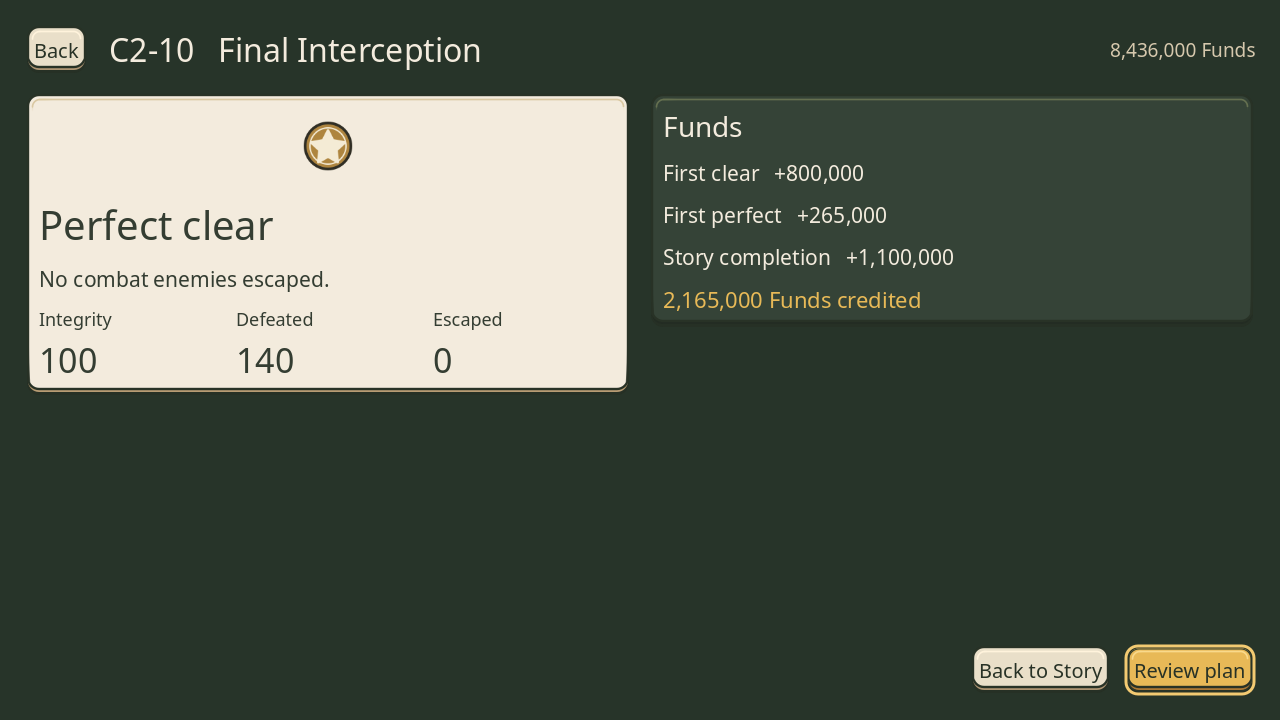 Back
C2-10 Final Interception
8,436,000 Funds
Perfect clear
No combat enemies escaped.
Integrity Defeated Escaped
100 140 0
Funds
First clear +800,000
First perfect +265,000
Story completion +1,100,000
2,165,000 Funds credited
Back to Story
Review plan